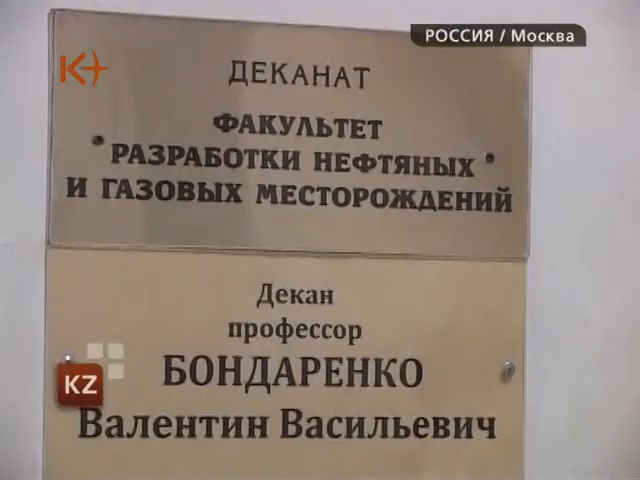 РОССИЯ / Москва
К+
ДЕКАНАТ
ФАКУЛЬТЕТ
РАЗРАБОТКИ НЕФТЯНЫХ
И ГАЗОВЫХ МЕСТОРОЖДЕНИЙ
Декан
профессор
БОНДАРЕНКО
KZ
Валентин Васильевич